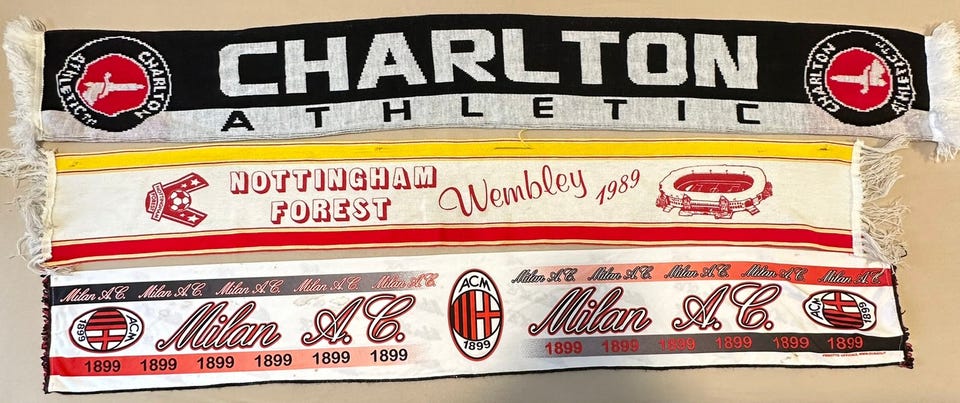 CHARLTON ATHLETIC
CHARLTON
ATHLETIC
CHARLTON ATHLETIC
NOTTINGHAM
FOREST
Wembley 1989
Milan A.C. Milan A.C. Milan A.C. Milan A.C. Milan A.C.
ACM
1899
Milan A.C.
1899 1899 1899 1899 1899
ACM
1899
Milan A.C. Milan A.C. Milan A.C. Milan A.C. Milan A.C.
Milan A.C.
ACM
1899
1899 1899 1899 1899 1899